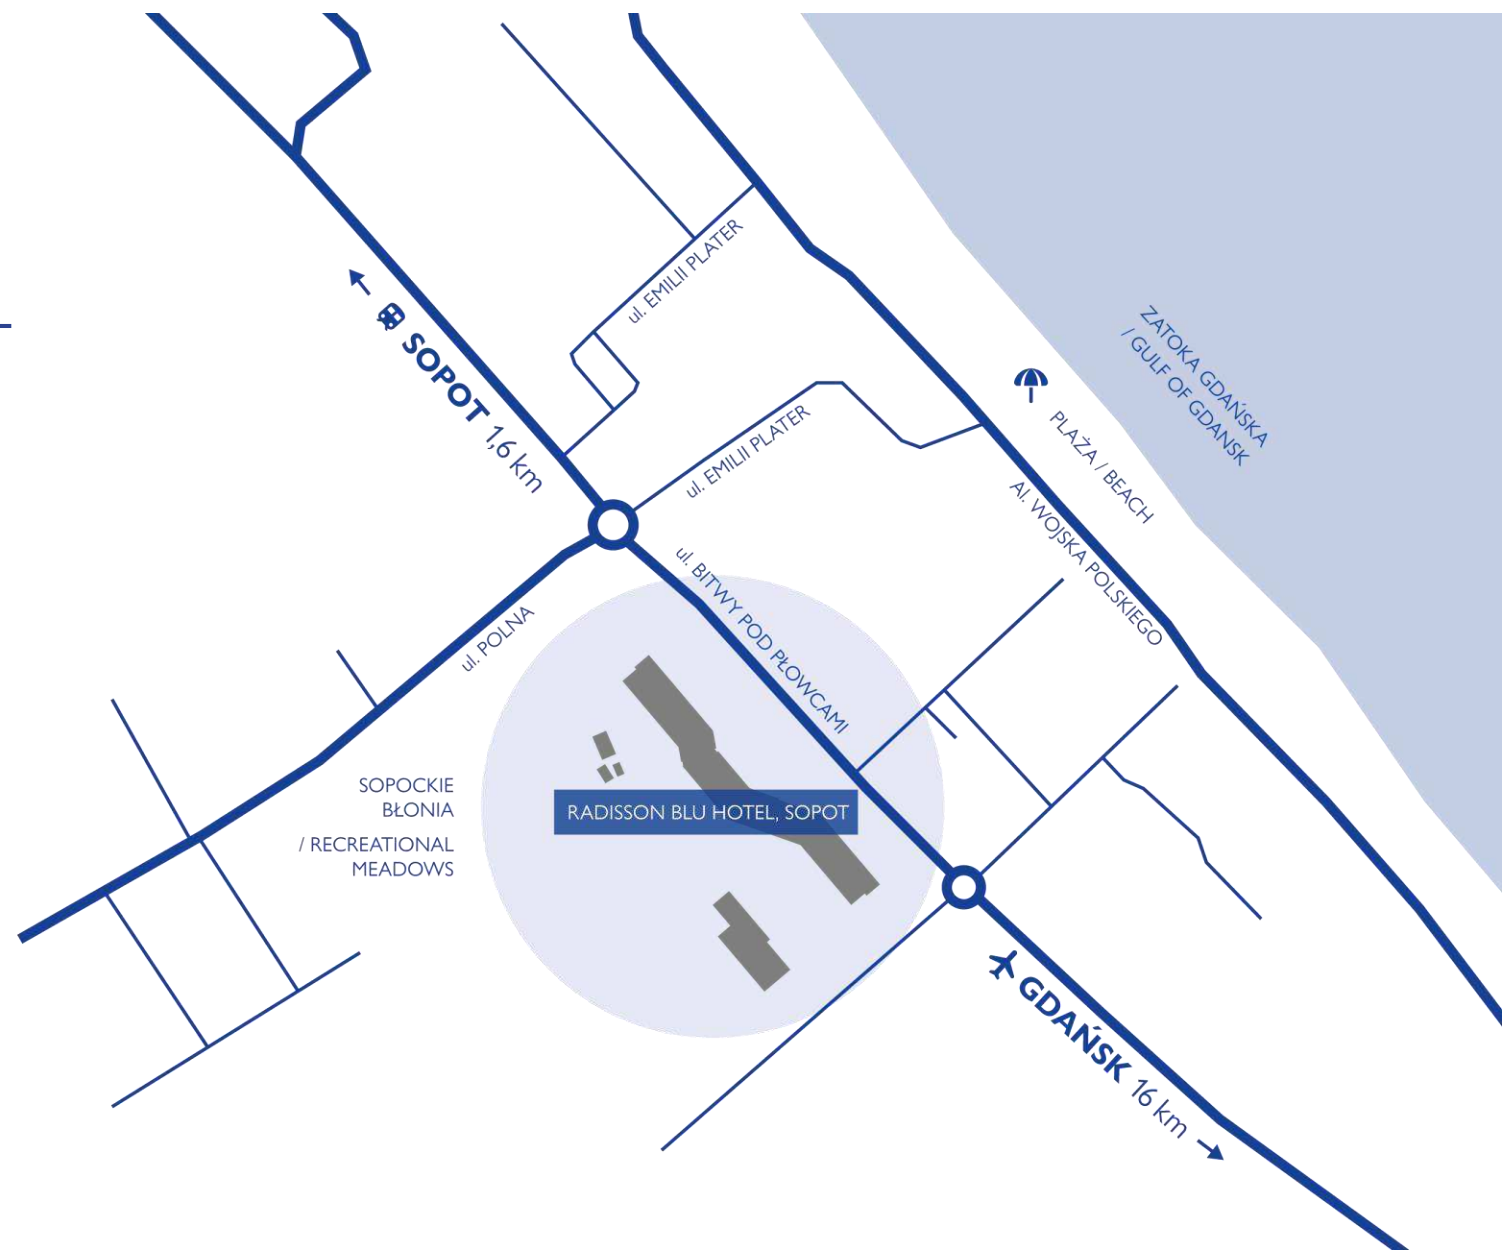 ul. EMILII PLATER
SOPOT 1,6 km
ZATOKA GDAŃSKA
/ GULF OF GDANSK
PLAŻA / BEACH
ul. EMILII PLATER
Al. WOJSKA POLSKIEGO
ul. BITWY POD PŁOWCAMI
ul. POLNA
SOPOCKIE
BŁONIA
/ RECREATIONAL
MEADOWS
RADISSON BLU HOTEL, SOPOT
GDAŃSK 16 km